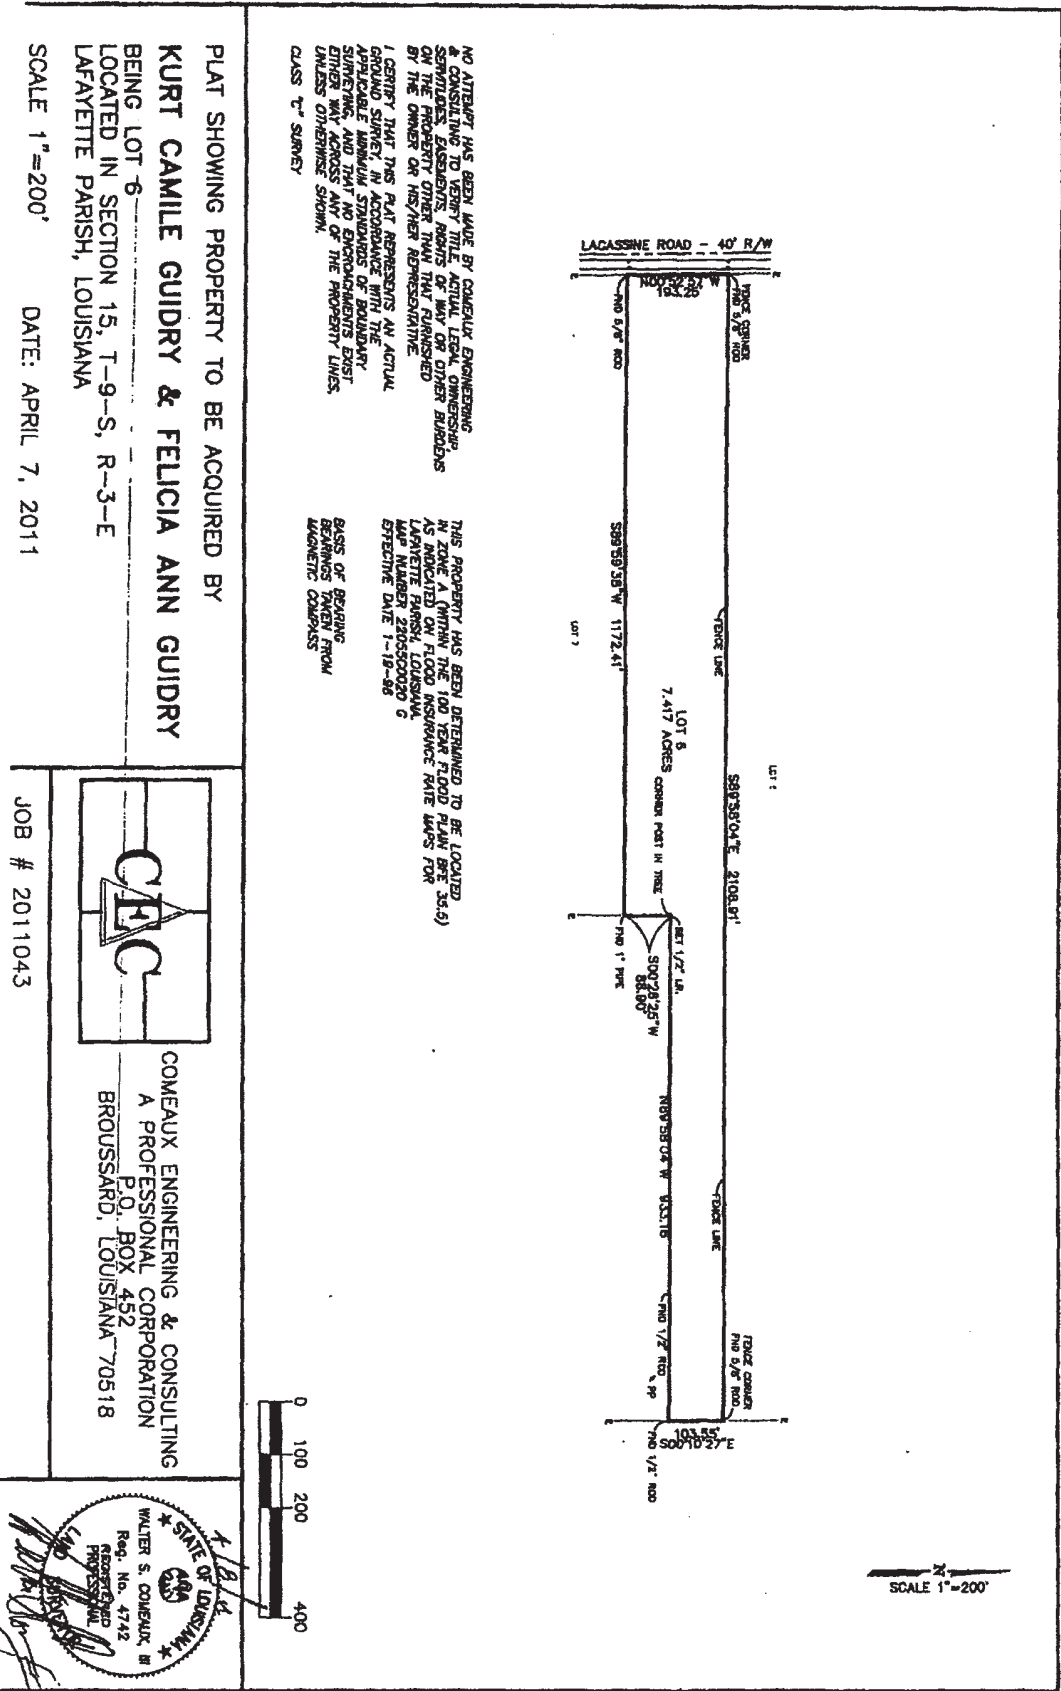 LACASSINE ROAD - 40' R/W
N00°52'57"W
193.25
FENCE CORNER
FND 5/8" ROD
FND 5/8" ROD
FENCE LINE
S89°58'04"E 2108.91'
S89°59'38"W 1172.41'
LOT 7
LOT 6
7.417 ACRES
CORNER POST IN TREE
SET 1/2" I.R.
S00°28'25"W
88.90'
FND 1" PIPE
N89°58'04"W 933.16
FENCE LINE
FND 1/2" ROD
PP
FENCE CORNER
FND 5/8" ROD
103.55'
S00°10'27"E
FND 1/2" ROD
N
SCALE 1"=200'
NO ATTEMPT HAS BEEN MADE BY COMEAUX ENGINEERING
& CONSULTING TO VERIFY TITLE, ACTUAL LEGAL OWNERSHIP,
SERVITUDES, EASEMENTS, RIGHTS OF WAY OR OTHER BURDENS
ON THE PROPERTY OTHER THAN THAT FURNISHED
BY THE OWNER OR HIS/HER REPRESENTATIVE.
I CERTIFY THAT THIS PLAT REPRESENTS AN ACTUAL
GROUND SURVEY, IN ACCORDANCE WITH THE
APPLICABLE MINIMUM STANDARDS OF BOUNDARY
SURVEYING, AND THAT NO ENCROACHMENTS EXIST
EITHER WAY ACROSS ANY OF THE PROPERTY LINES,
UNLESS OTHERWISE SHOWN.
CLASS "C" SURVEY
THIS PROPERTY HAS BEEN DETERMINED TO BE LOCATED
IN ZONE A (WITHIN THE 100 YEAR FLOOD PLAIN BFE 35.5)
AS INDICATED ON FLOOD INSURANCE RATE MAPS FOR
LAFAYETTE PARISH, LOUISIANA.
MAP NUMBER 22055C0020 G
EFFECTIVE DATE 1-19-96
BASIS OF BEARING
BEARINGS TAKEN FROM
MAGNETIC COMPASS
0 100 200 400
PLAT SHOWING PROPERTY TO BE ACQUIRED BY
KURT CAMILE GUIDRY & FELICIA ANN GUIDRY
BEING LOT 6
LOCATED IN SECTION 15, T-9-S, R-3-E
LAFAYETTE PARISH, LOUISIANA
SCALE 1"=200' DATE: APRIL 7, 2011
CEC
COMEAUX ENGINEERING & CONSULTING
A PROFESSIONAL CORPORATION
P.O. BOX 452
BROUSSARD, LOUISIANA 70518
JOB # 2011043
STATE OF LOUISIANA
WALTER S. COMEAUX, III
Reg. No. 4742
REGISTERED
PROFESSIONAL
LAND SURVEYOR